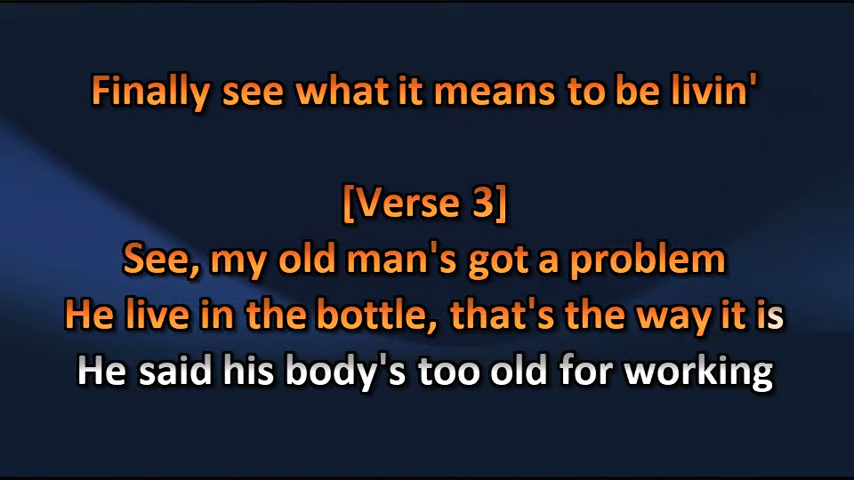 Finally see what it means to be livin'
[Verse 3]
See, my old man's got a problem
He live in the bottle, that's the way it is
He said his body's too old for working